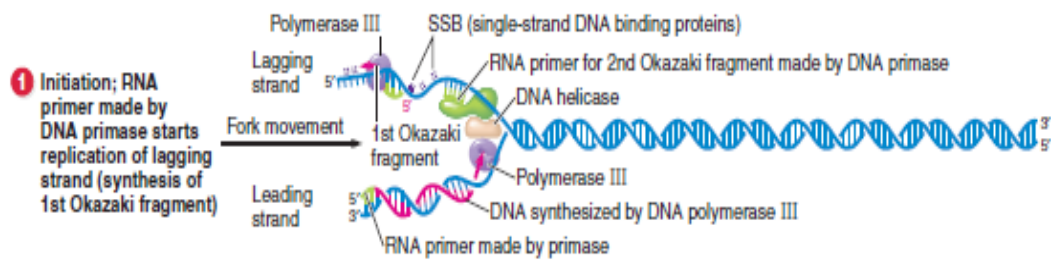 Polymerase III
SSB (single-strand DNA binding proteins)
Lagging
strand
5′
5′
RNA primer for 2nd Okazaki fragment made by DNA primase
DNA helicase
1 Initiation; RNA
primer made by
DNA primase starts
replication of lagging
strand (synthesis of
1st Okazaki fragment)
Fork movement
1st Okazaki
fragment
3′
5′
Polymerase III
Leading
strand
5′
3′
DNA synthesized by DNA polymerase III
RNA primer made by primase